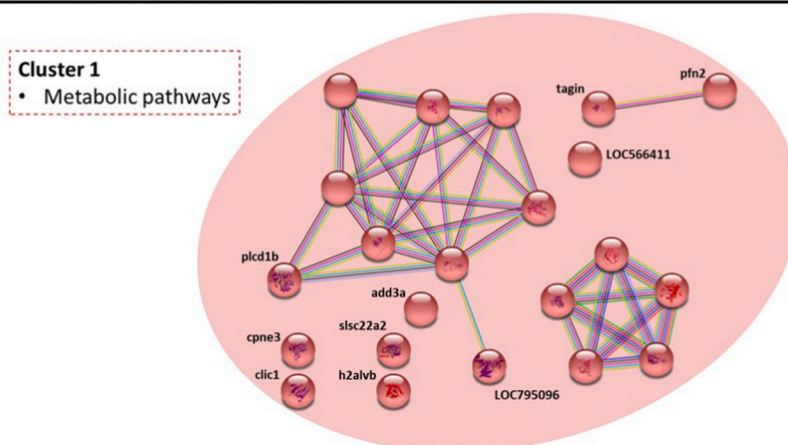 Cluster 1
• Metabolic pathways
pfn2
tagin
LOC566411
plcd1b
add3a
slsc22a2
cpne3
clic1
h2alvb
LOC795096